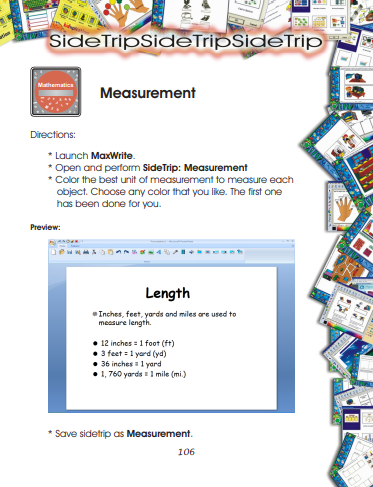 SideTripSideTripSideTrip
Mathematics
Measurement
Directions:
* Launch MaxWrite.
* Open and perform SideTrip: Measurement
* Color the best unit of measurement to measure each
object. Choose any color that you like. The first one
has been done for you.
Preview:
Length
Inches, feet, yards and miles are used to
measure length.
● 12 inches = 1 foot (ft)
● 3 feet = 1 yard (yd)
● 36 inches = 1 yard
● 1, 760 yards = 1 mile (mi.)
* Save sidetrip as Measurement.
106